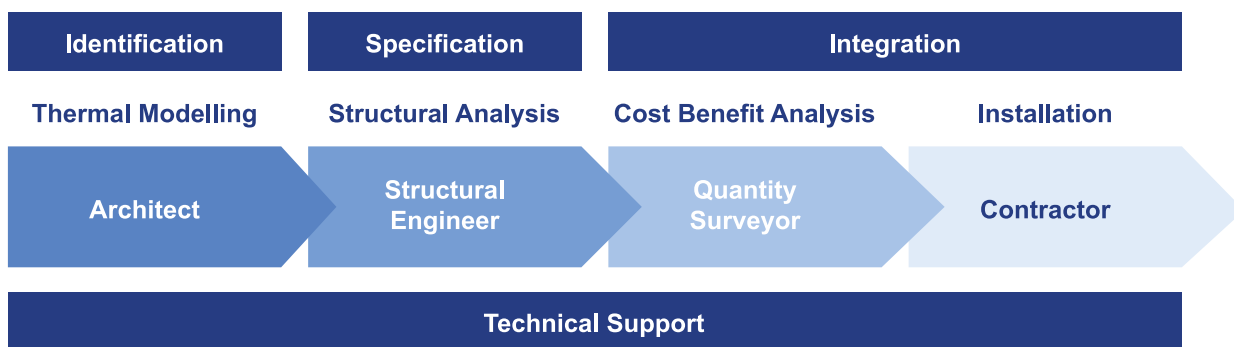 Identification
Specification
Integration
Thermal Modelling
Structural Analysis
Cost Benefit Analysis
Installation
Architect
Structural
Engineer
Quantity
Surveyor
Contractor
Technical Support